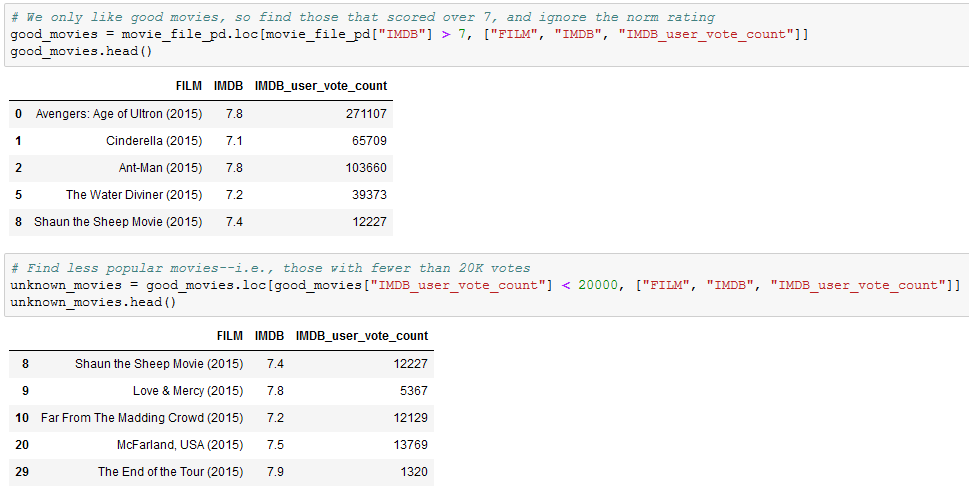 # We only like good movies, so find those that scored over 7, and ignore the norm rating
good_movies = movie_file_pd.loc[movie_file_pd["IMDB"] > 7, ["FILM", "IMDB", "IMDB_user_vote_count"]]
good_movies.head()
FILM IMDB IMDB_user_vote_count
0 Avengers: Age of Ultron (2015) 7.8 271107
1 Cinderella (2015) 7.1 65709
2 Ant-Man (2015) 7.8 103660
5 The Water Diviner (2015) 7.2 39373
8 Shaun the Sheep Movie (2015) 7.4 12227
# Find less popular movies--i.e., those with fewer than 20K votes
unknown_movies = good_movies.loc[good_movies["IMDB_user_vote_count"] < 20000, ["FILM", "IMDB", "IMDB_user_vote_count"]]
unknown_movies.head()
FILM IMDB IMDB_user_vote_count
8 Shaun the Sheep Movie (2015) 7.4 12227
9 Love & Mercy (2015) 7.8 5367
10 Far From The Madding Crowd (2015) 7.2 12129
20 McFarland, USA (2015) 7.5 13769
29 The End of the Tour (2015) 7.9 1320